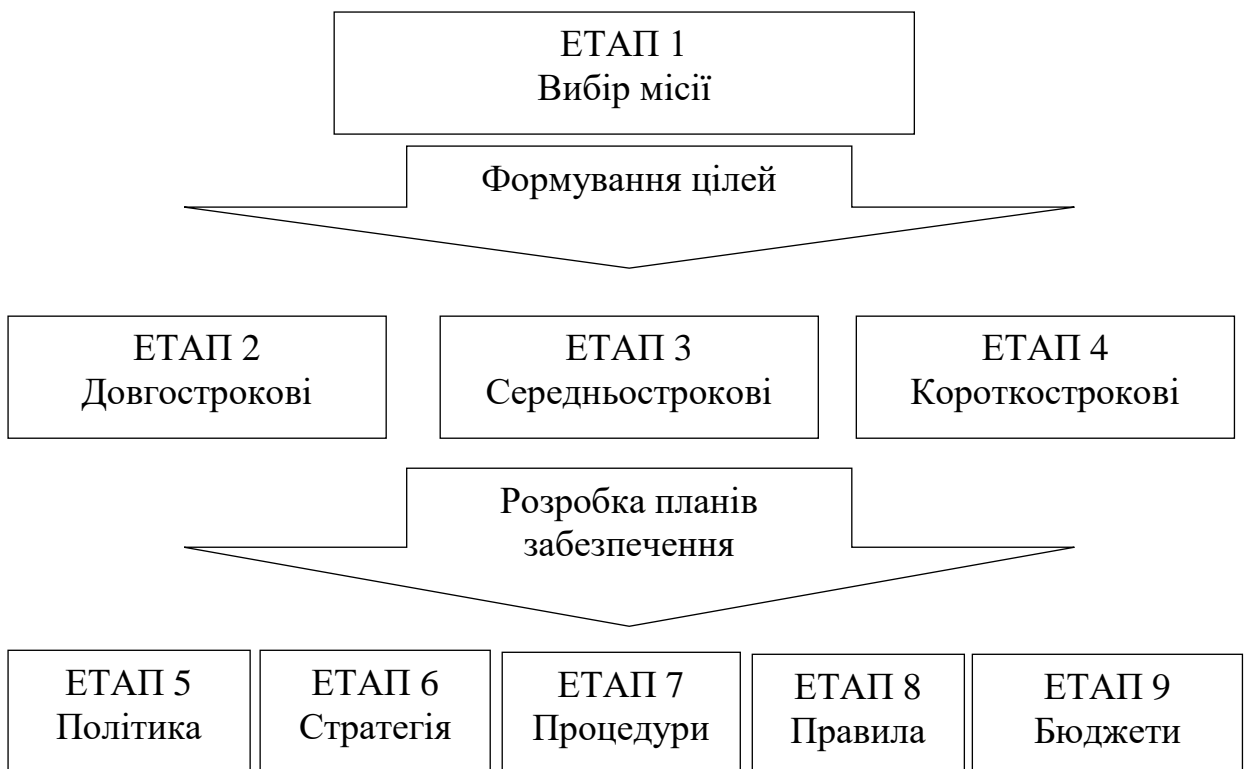 ЕТАП 1
Вибір місії
Формування цілей
ЕТАП 2
Довгострокові
ЕТАП 3
Середньострокові
ЕТАП 4
Короткострокові
Розробка планів
забезпечення
ЕТАП 5
Політика
ЕТАП 6
Стратегія
ЕТАП 7
Процедури
ЕТАП 8
Правила
ЕТАП 9
Бюджети